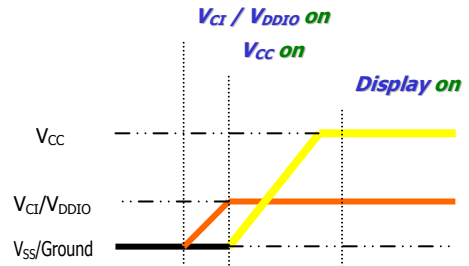 VCI / VDDIO on
VCC on
Display on
VCC
VCI/VDDIO
VSS/Ground